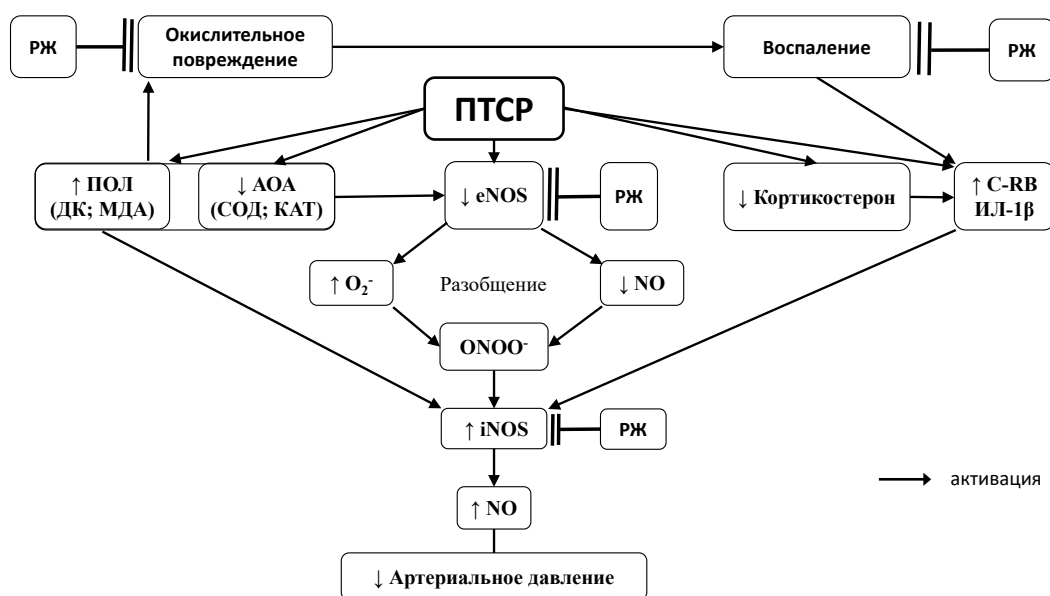 РЖ
Окислительное
повреждение
Воспаление
РЖ
ПТСР
↑ ПОЛ
(ДК; МДА)
↓ АОА
(СОД; КАТ)
↓ eNOS
РЖ
↓ Кортикостерон
↑ C-RB
ИЛ-1β
↑ O₂⁻
Разобщение
↓ NO
ONOO⁻
↑ iNOS
РЖ
активация
↑ NO
↓ Артериальное давление